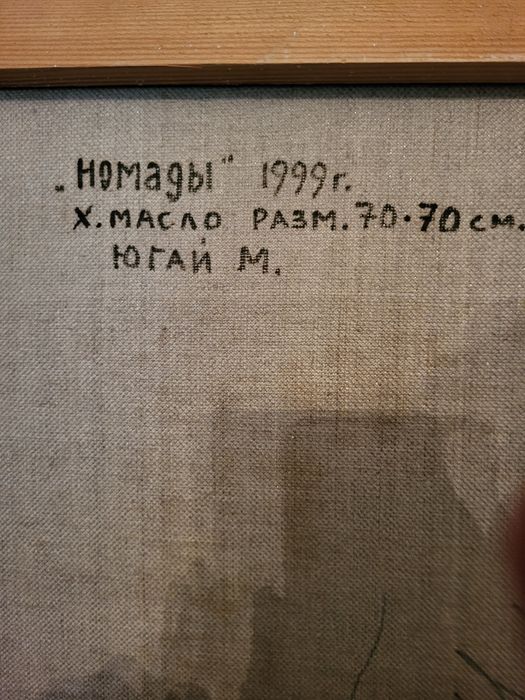 „Номады" 1999г.
Х. МАСЛО РАЗМ. 70·70 см.
ЮГАЙ М.